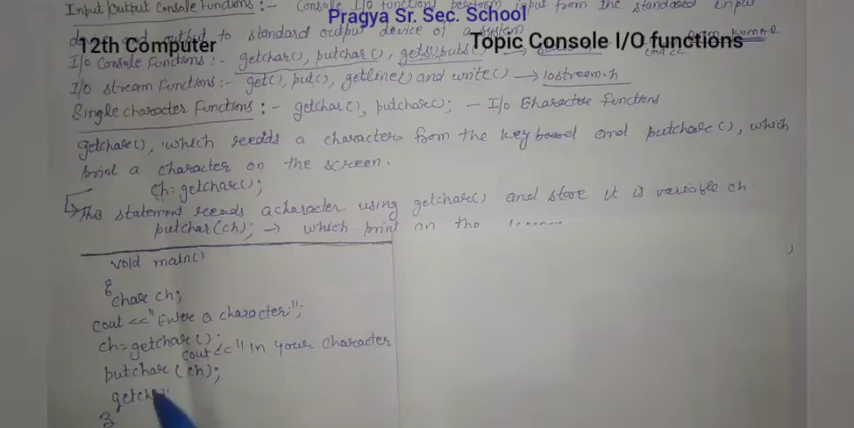 Input/Output Console Functions :- Console I/O function perform input from the standard input
Pragya Sr. Sec. School
device and output to standard output device of a system
12th Computer
Topic Console I/O functions
I/O Console Functions :- getchar(), putchar(), gets(), puts()
I/O stream functions :- get(), put(), getline() and write() → iostream.h
Single character functions :- getchar(), putchar(); - I/O Character functions
getchar(), which reads a character from the keyboard and putchar(), which
print a character on the screen.
ch=getchar();
This statement reads a character using getchar() and store it is variable ch
putchar(ch); → which print on the
void main()
{
char ch;
cout <<"Enter a character";
ch=getchar();
cout<<"\n your character
putchar(ch);
getch
}